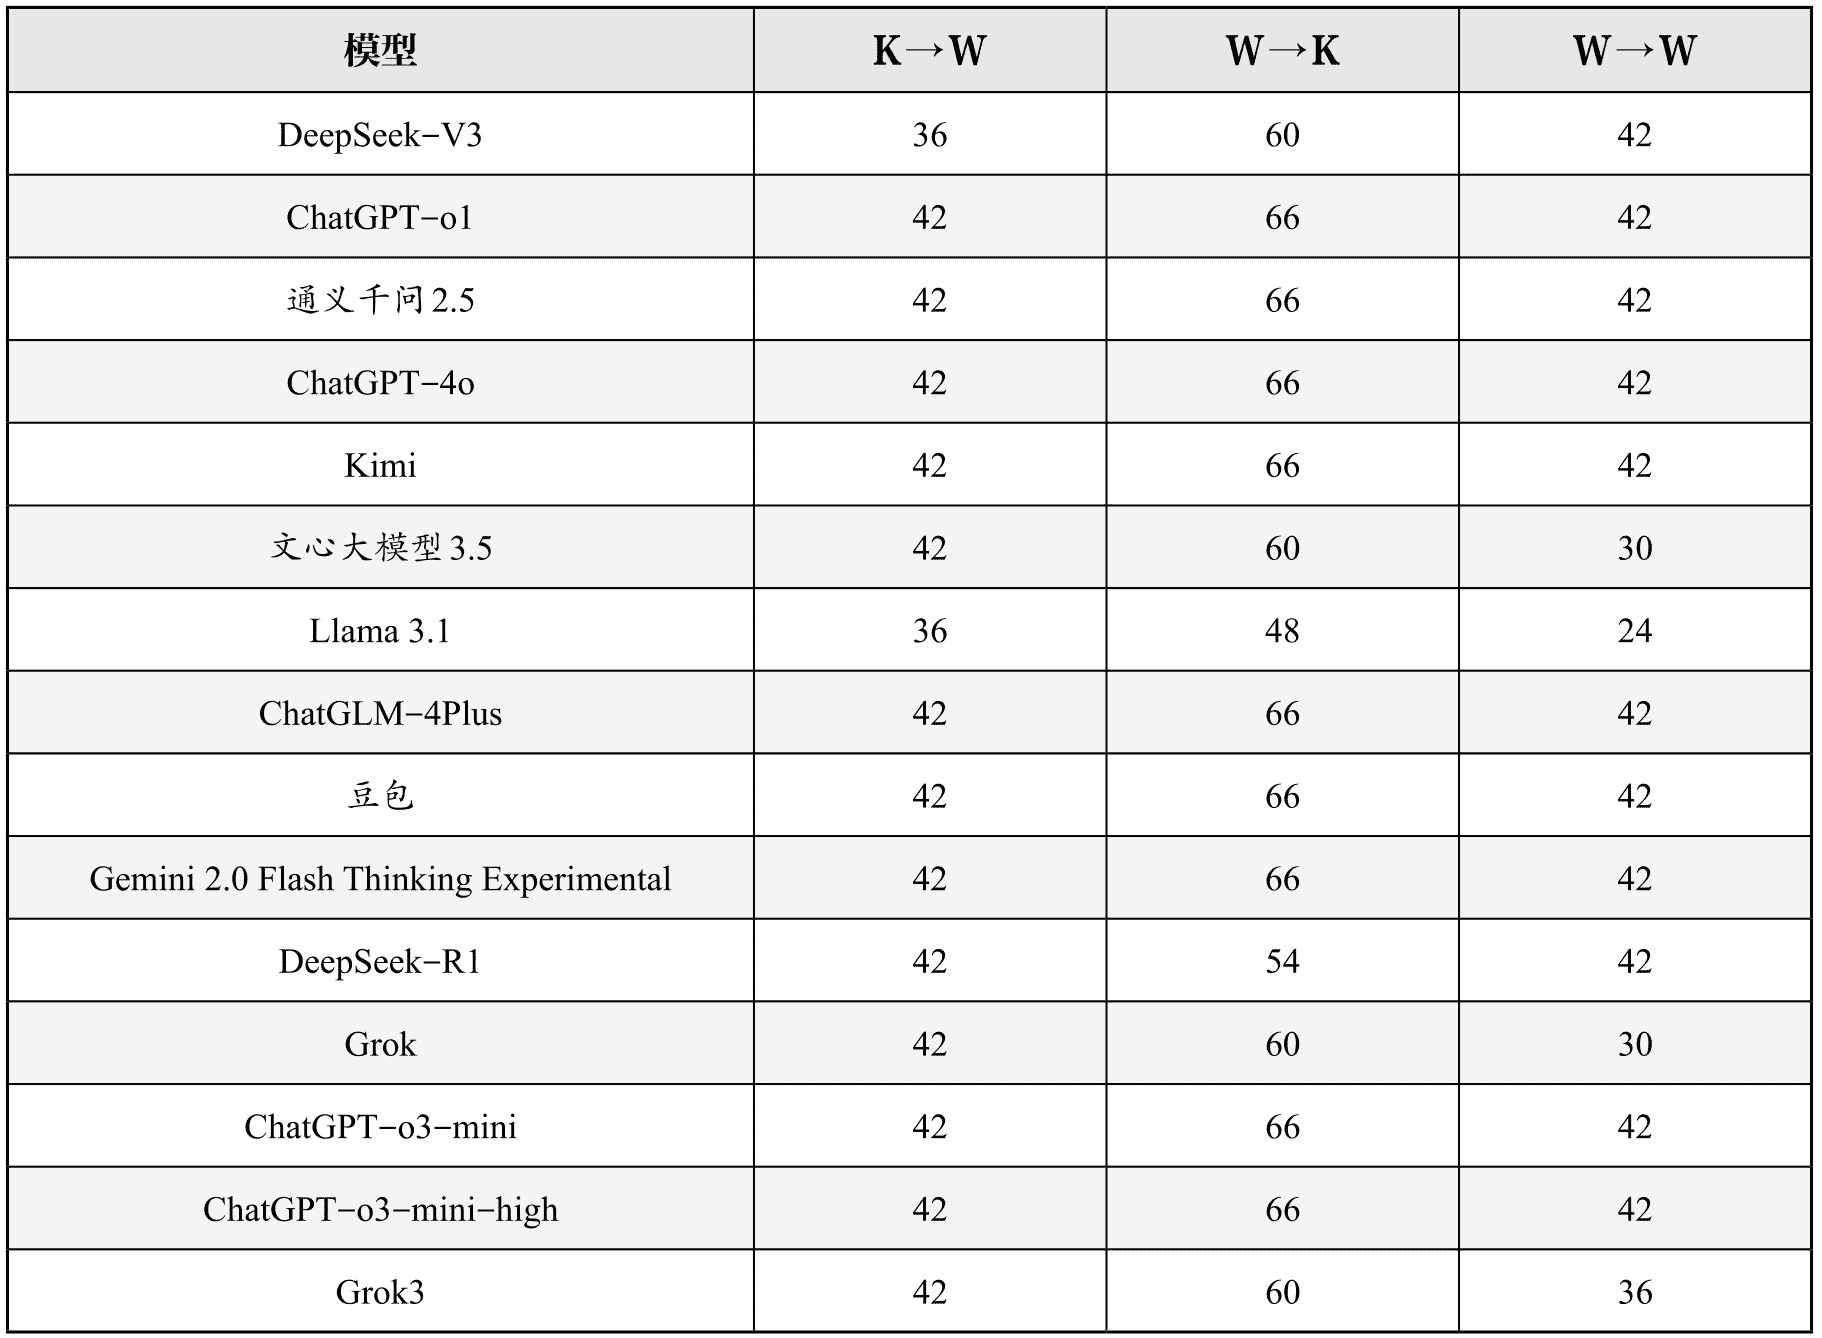 模型 K→W W→K W→W
DeepSeek-V3 36 60 42
ChatGPT-o1 42 66 42
通义千问2.5 42 66 42
ChatGPT-4o 42 66 42
Kimi 42 66 42
文心大模型3.5 42 60 30
Llama 3.1 36 48 24
ChatGLM-4Plus 42 66 42
豆包 42 66 42
Gemini 2.0 Flash Thinking Experimental 42 66 42
DeepSeek-R1 42 54 42
Grok 42 60 30
ChatGPT-o3-mini 42 66 42
ChatGPT-o3-mini-high 42 66 42
Grok3 42 60 36